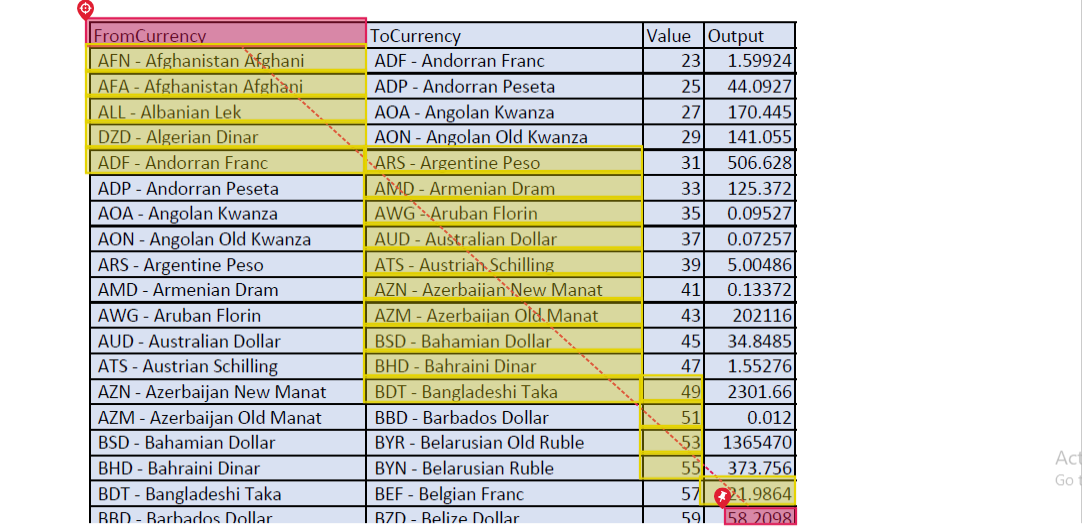 FromCurrency ToCurrency Value Output
AFN - Afghanistan Afghani ADF - Andorran Franc 23 1.59924
AFA - Afghanistan Afghani ADP - Andorran Peseta 25 44.0927
ALL - Albanian Lek AOA - Angolan Kwanza 27 170.445
DZD - Algerian Dinar AON - Angolan Old Kwanza 29 141.055
ADF - Andorran Franc ARS - Argentine Peso 31 506.628
ADP - Andorran Peseta AMD - Armenian Dram 33 125.372
AOA - Angolan Kwanza AWG - Aruban Florin 35 0.09527
AON - Angolan Old Kwanza AUD - Australian Dollar 37 0.07257
ARS - Argentine Peso ATS - Austrian Schilling 39 5.00486
AMD - Armenian Dram AZN - Azerbaijan New Manat 41 0.13372
AWG - Aruban Florin AZM - Azerbaijan Old Manat 43 202116
AUD - Australian Dollar BSD - Bahamian Dollar 45 34.8485
ATS - Austrian Schilling BHD - Bahraini Dinar 47 1.55276
AZN - Azerbaijan New Manat BDT - Bangladeshi Taka 49 2301.66
AZM - Azerbaijan Old Manat BBD - Barbados Dollar 51 0.012
BSD - Bahamian Dollar BYR - Belarusian Old Ruble 53 1365470
BHD - Bahraini Dinar BYN - Belarusian Ruble 55 373.756
Act
BDT - Bangladeshi Taka BEF - Belgian Franc 57 21.9864
Go
BBD - Barbados Dollar BZD - Belize Dollar 59 58.2098